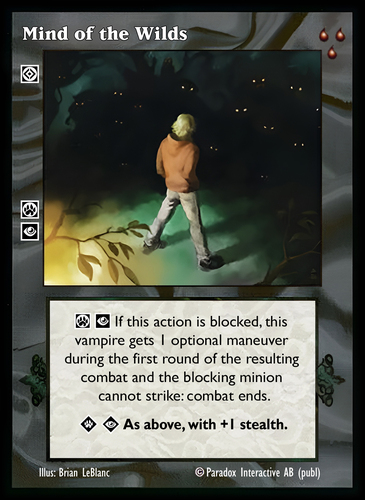 Mind of the Wilds
If this action is blocked, this
vampire gets 1 optional maneuver
during the first round of the resulting
combat and the blocking minion
cannot strike: combat ends.
As above, with +1 stealth.
Illus: Brian LeBlanc
© Paradox Interactive AB (publ)